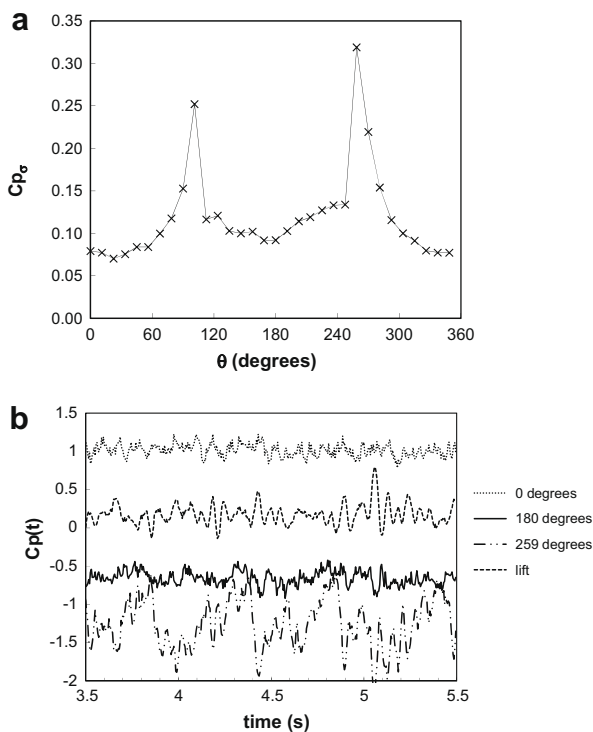 a
0.35
0.30
0.25
0.20
0.15
0.10
0.05
0.00
Cpσ
0 60 120 180 240 300 360
θ (degrees)
b
1.5
1
0.5
0
-0.5
-1
-1.5
-2
Cp(t)
3.5 4 4.5 5 5.5
time (s)
0 degrees
180 degrees
259 degrees
lift